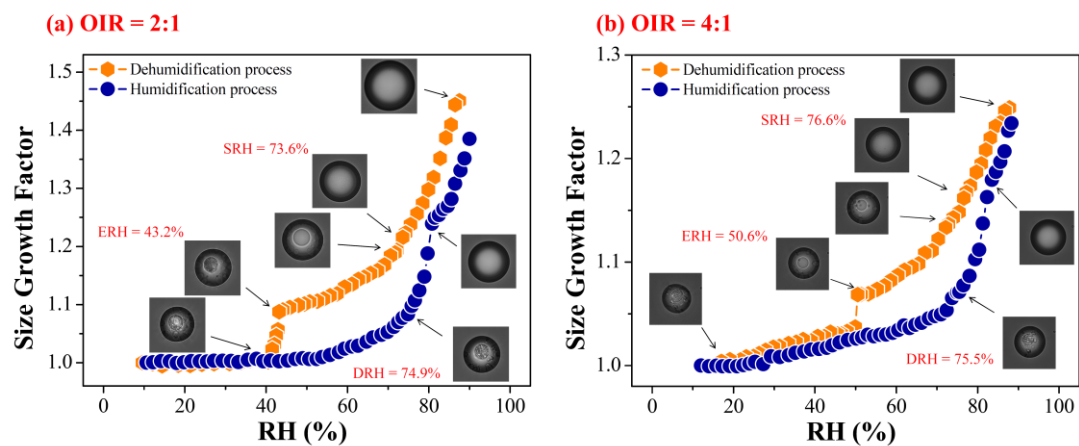 (a) OIR = 2:1
Dehumidification process
Humidification process
SRH = 73.6%
ERH = 43.2%
DRH = 74.9%
Size Growth Factor
1.5
1.4
1.3
1.2
1.1
1.0
0
20
40
60
80
100
RH (%)
(b) OIR = 4:1
Dehumidification process
Humidification process
SRH = 76.6%
ERH = 50.6%
DRH = 75.5%
Size Growth Factor
1.3
1.2
1.1
1.0
0
20
40
60
80
100
RH (%)